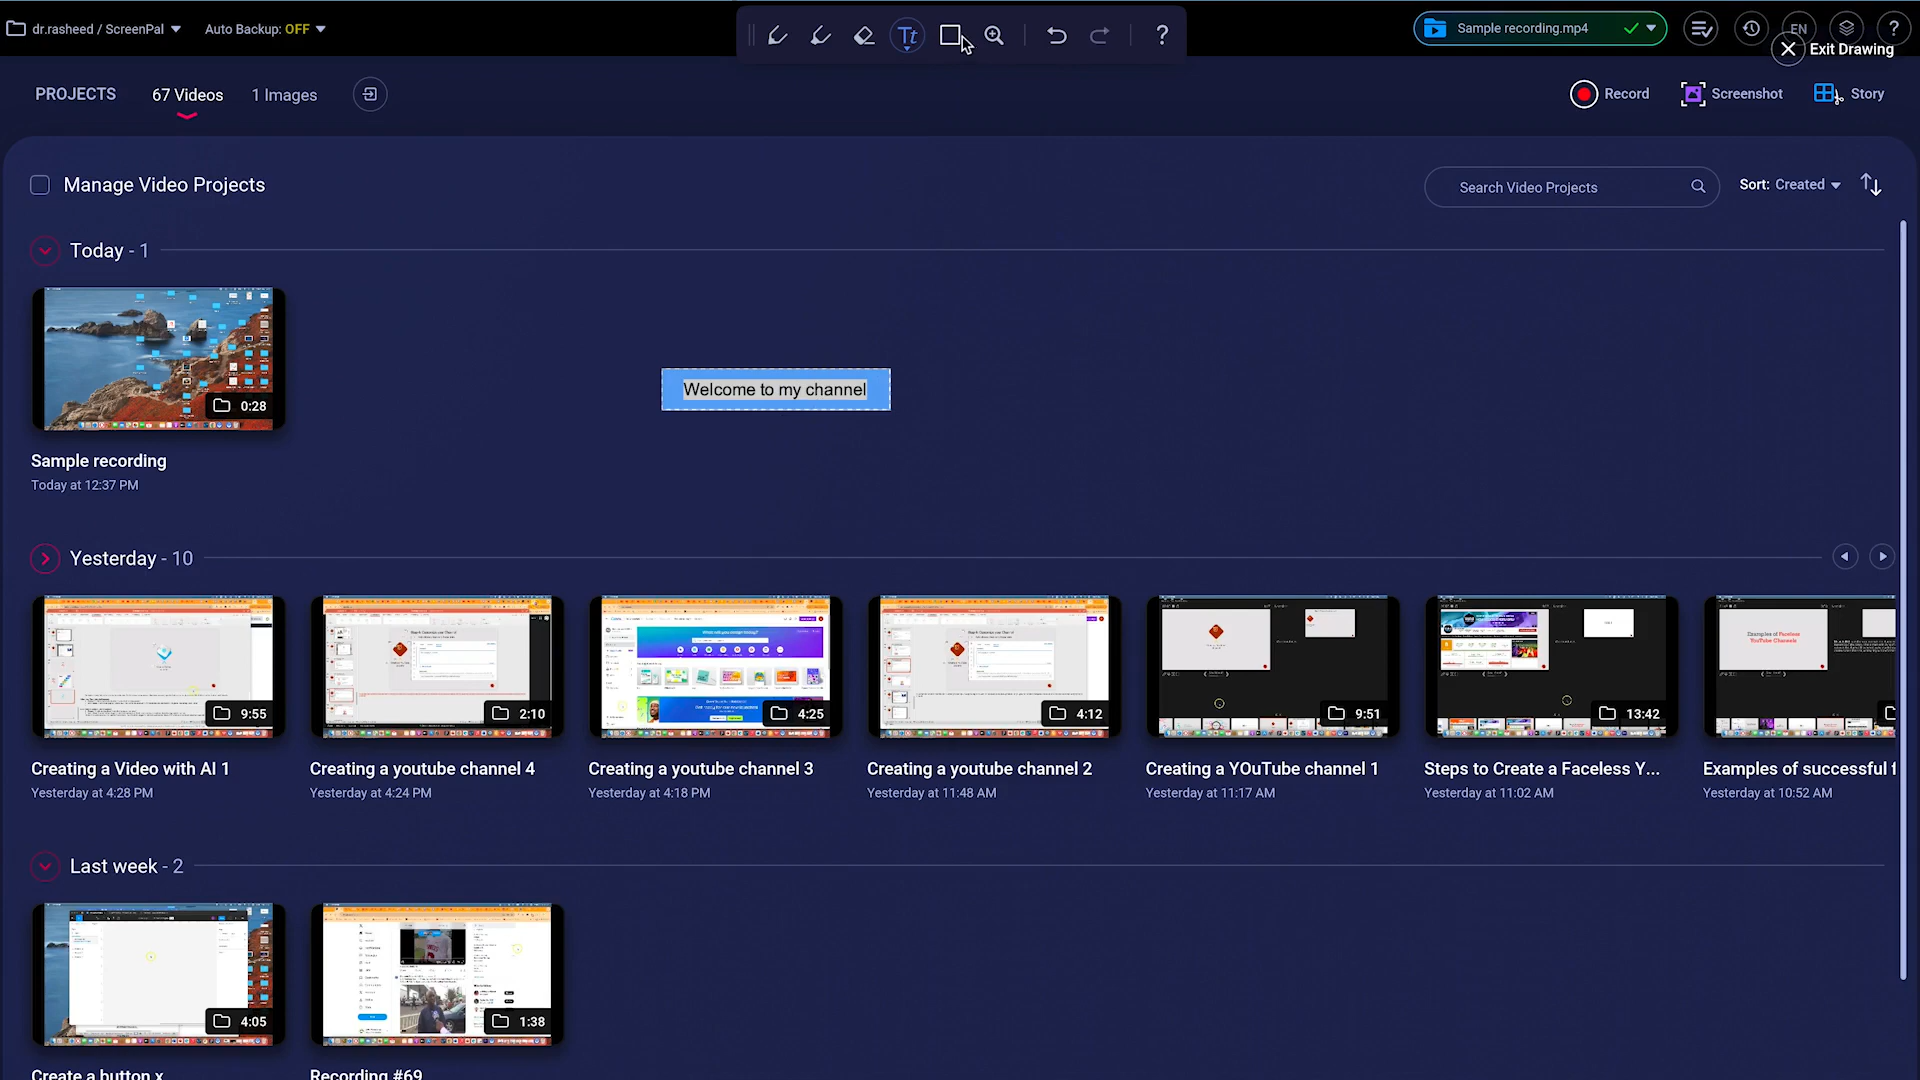 dr.rasheed / ScreenPal
Auto Backup: OFF
Tt
Sample recording.mp4
EN
?
?
Exit Drawing
PROJECTS
67 Videos
1 Images
Record
Screenshot
Story
Manage Video Projects
Search Video Projects
Sort: Created
Today - 1
0:28
Welcome to my channel
Sample recording
Today at 12:37 PM
Yesterday - 10
9:55
2:10
4:25
4:12
9:51
13:42
Examples of Faceless
YouTube Channels
Creating a Video with AI 1
Creating a youtube channel 4
Creating a youtube channel 3
Creating a youtube channel 2
Creating a YOuTube channel 1
Steps to Create a Faceless Y...
Examples of successful f
Yesterday at 4:28 PM
Yesterday at 4:24 PM
Yesterday at 4:18 PM
Yesterday at 11:48 AM
Yesterday at 11:17 AM
Yesterday at 11:02 AM
Yesterday at 10:52 AM
Last week - 2
4:05
1:38
Create a button x
Recording #69